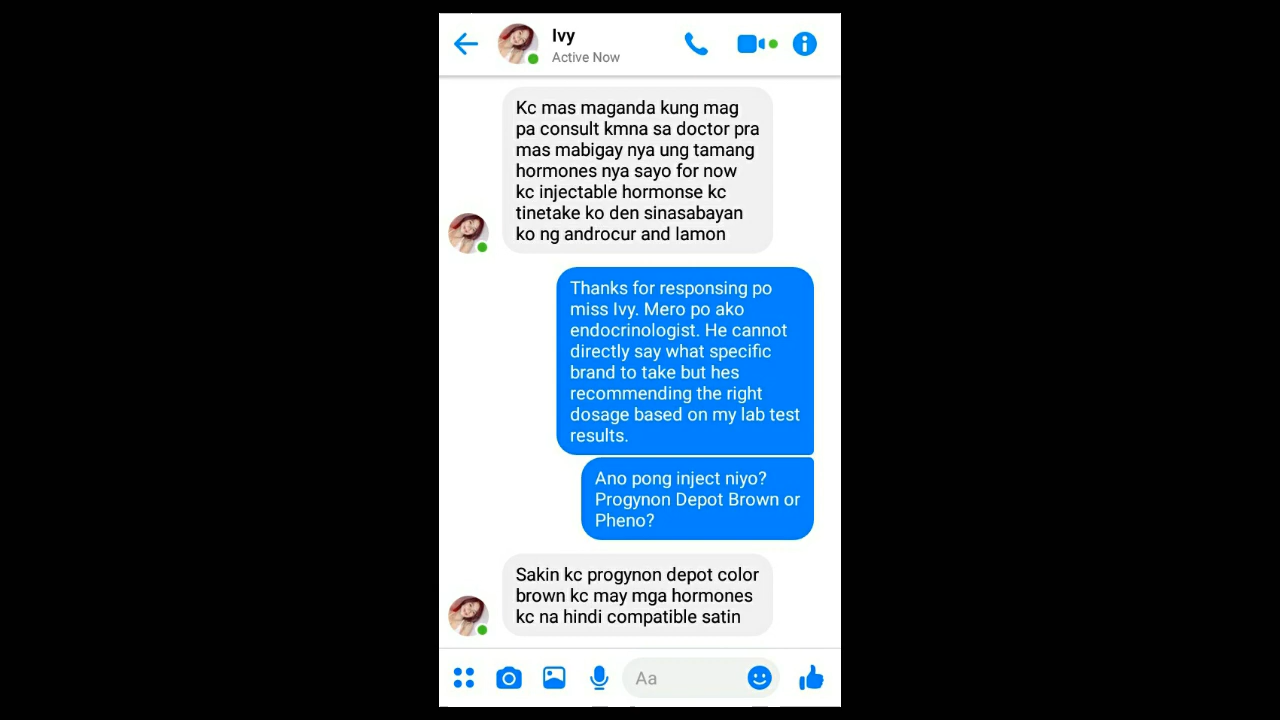 Ivy
Active Now
Kc mas maganda kung mag
pa consult kmna sa doctor pra
mas mabigay nya ung tamang
hormones nya sayo for now
kc injectable hormonse kc
tinetake ko den sinasabayan
ko ng androcur and lamon
Thanks for responsing po
miss Ivy. Mero po ako
endocrinologist. He cannot
directly say what specific
brand to take but hes
recommending the right
dosage based on my lab test
results.
Ano pong inject niyo?
Progynon Depot Brown or
Pheno?
Sakin kc progynon depot color
brown kc may mga hormones
kc na hindi compatible satin
Aa